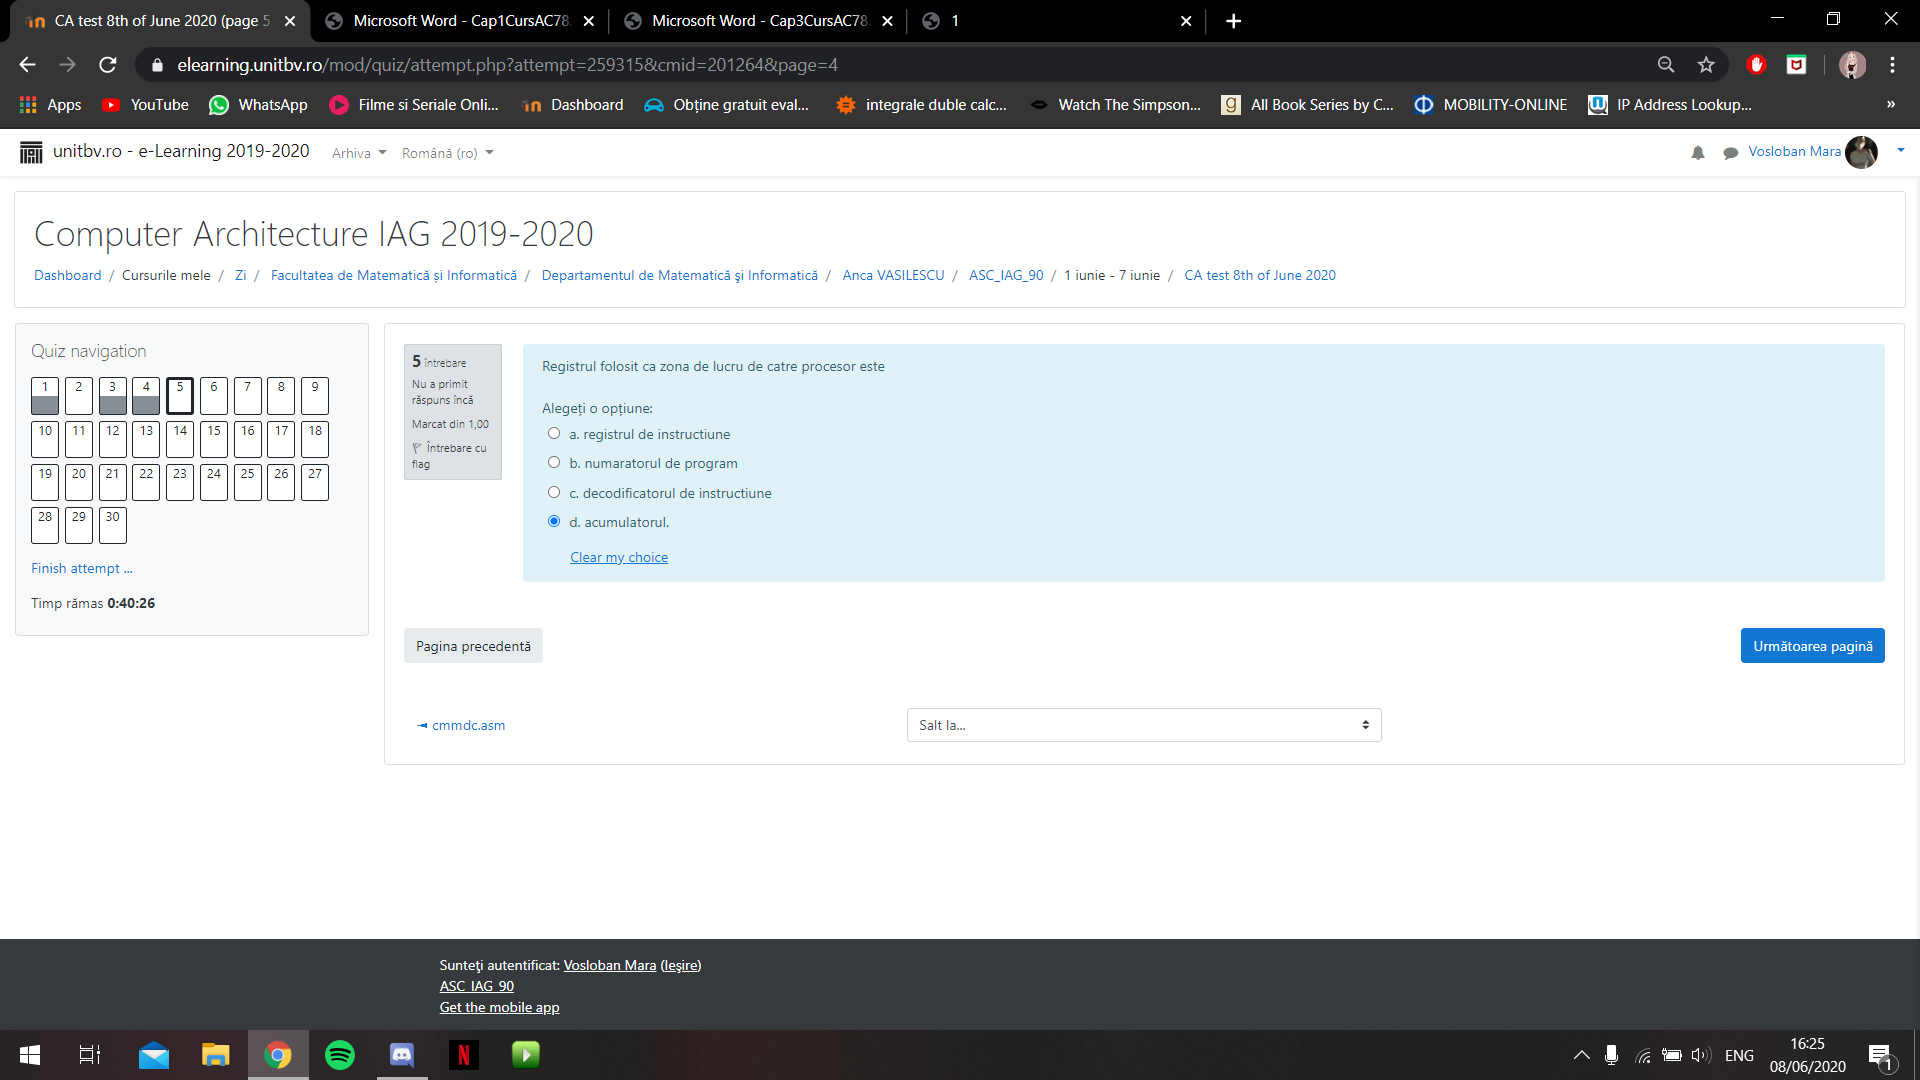 CA test 8th of June 2020 (page 5
Microsoft Word - Cap1CursAC78
Microsoft Word - Cap3CursAC78
1
elearning.unitbv.ro/mod/quiz/attempt.php?attempt=259315&cmid=201264&page=4
Apps YouTube WhatsApp Filme si Seriale Onli... Dashboard Obține gratuit eval... integrale duble calc... Watch The Simpson... All Book Series by C... MOBILITY-ONLINE IP Address Lookup... »
unitbv.ro - e-Learning 2019-2020 Arhiva Română (ro) Vosloban Mara
Computer Architecture IAG 2019-2020
Dashboard / Cursurile mele / Zi / Facultatea de Matematică și Informatică / Departamentul de Matematică şi Informatică / Anca VASILESCU / ASC_IAG_90 / 1 iunie - 7 iunie / CA test 8th of June 2020
Quiz navigation
1 2 3 4 5 6 7 8 9
10 11 12 13 14 15 16 17 18
19 20 21 22 23 24 25 26 27
28 29 30
Finish attempt ...
Timp rămas 0:40:26
5 Întrebare
Nu a primit
răspuns încă
Marcat din 1,00
Întrebare cu
flag
Registrul folosit ca zona de lucru de catre procesor este
Alegeți o opțiune:
a. registrul de instructiune
b. numaratorul de program
c. decodificatorul de instructiune
d. acumulatorul.
Clear my choice
Pagina precedentă
Următoarea pagină
◄ cmmdc.asm
Salt la...
Sunteţi autentificat: Vosloban Mara (Ieşire)
ASC_IAG_90
Get the mobile app
ENG
16:25
08/06/2020
1